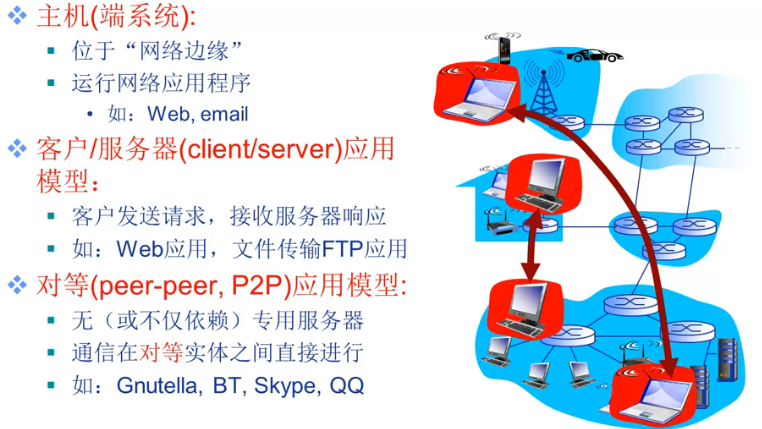 主机(端系统):
位于“网络边缘”
运行网络应用程序
如：Web, email
客户/服务器(client/server)应用
模型：
客户发送请求，接收服务器响应
如：Web应用，文件传输FTP应用
对等(peer-peer, P2P)应用模型:
无（或不仅依赖）专用服务器
通信在对等实体之间直接进行
如：Gnutella, BT, Skype, QQ